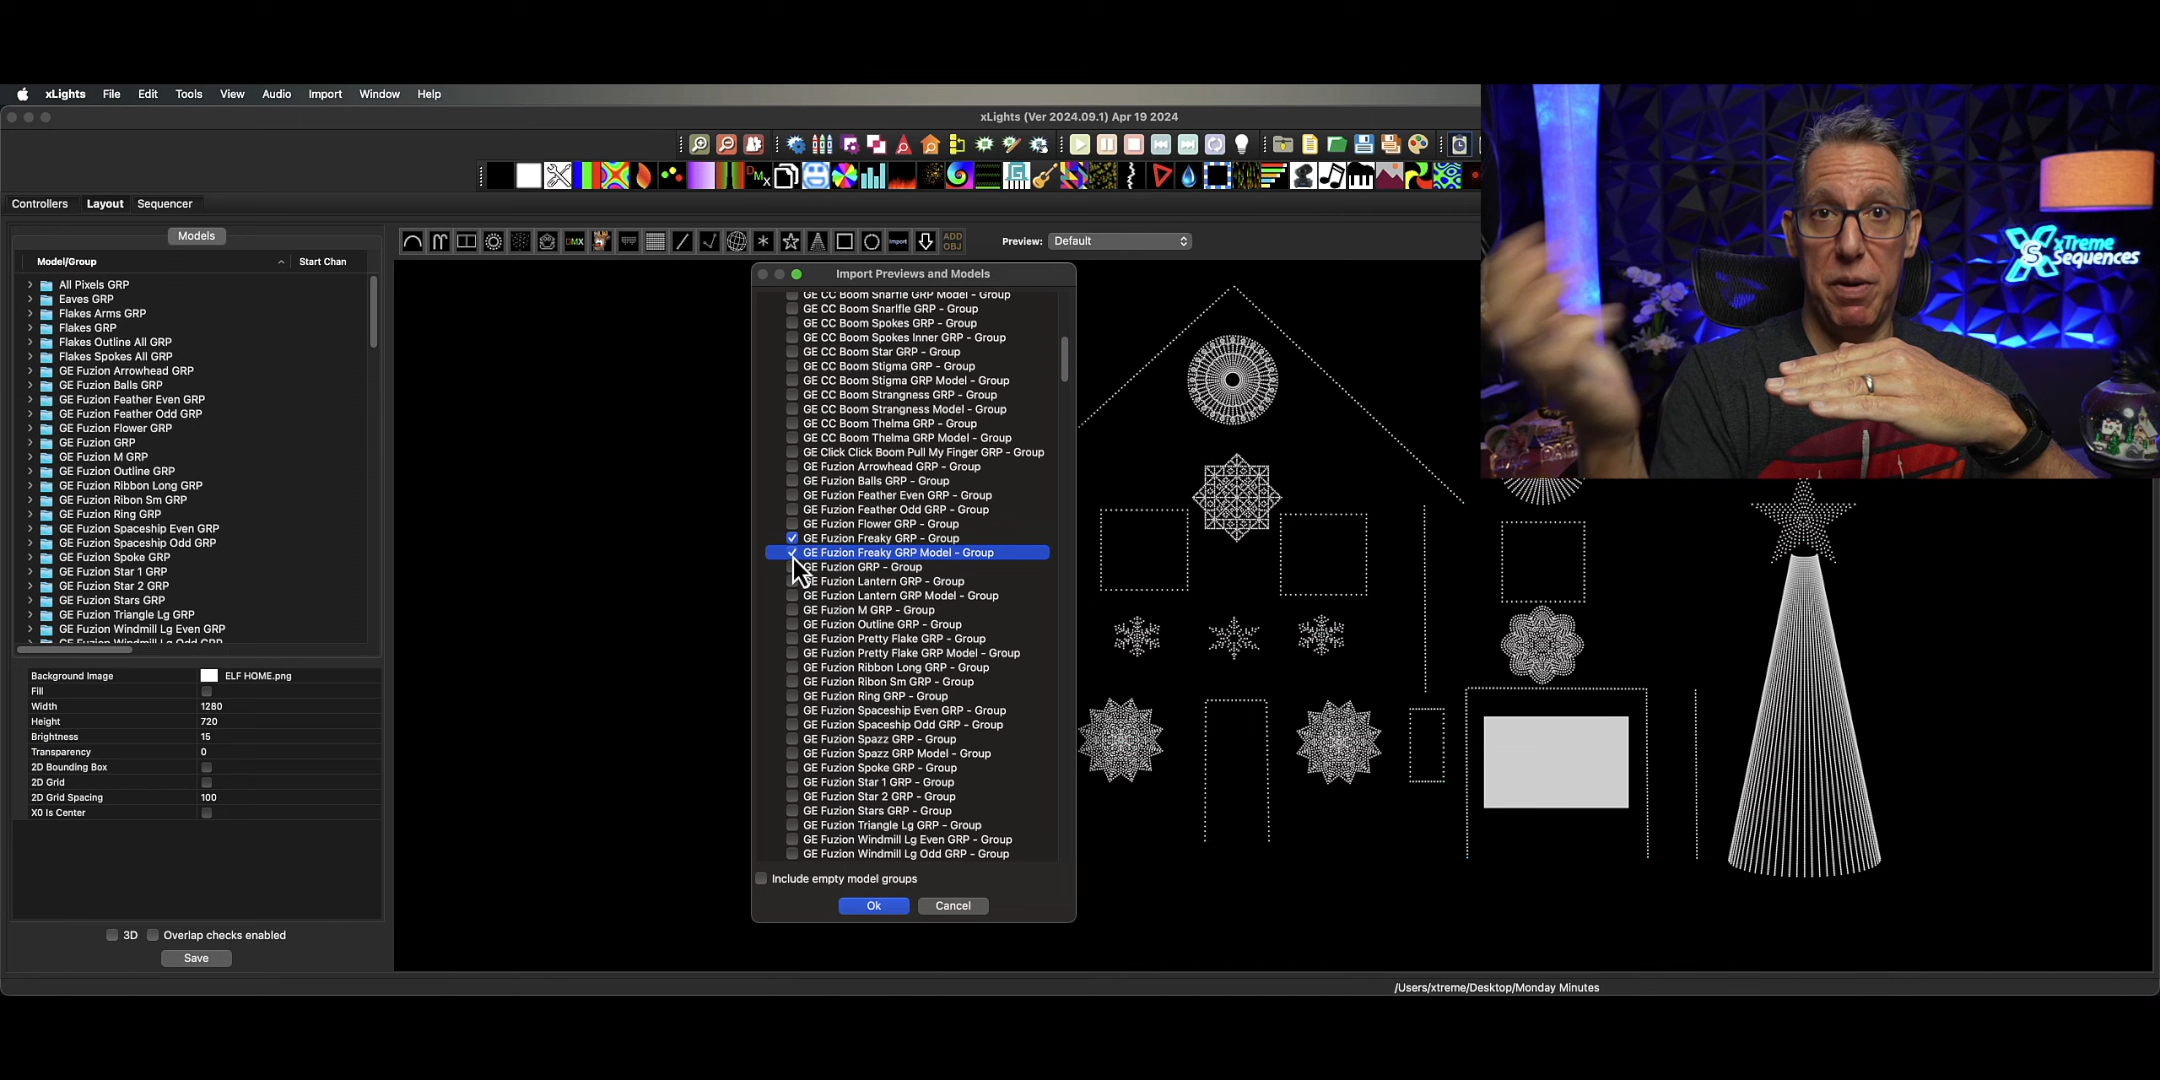 xLights File Edit Tools View Audio Import Window Help
xLights (Ver 2024.09.1) Apr 19 2024
DMX
Controllers Layout Sequencer
Models
DMX
Import
ADD OBJ
Preview: Default
Model/Group Start Chan
All Pixels GRP
Eaves GRP
Flakes Arms GRP
Flakes GRP
Flakes Outline All GRP
Flakes Spokes All GRP
GE Fuzion Arrowhead GRP
GE Fuzion Balls GRP
GE Fuzion Feather Even GRP
GE Fuzion Feather Odd GRP
GE Fuzion Flower GRP
GE Fuzion GRP
GE Fuzion M GRP
GE Fuzion Outline GRP
GE Fuzion Ribbon Long GRP
GE Fuzion Ribon Sm GRP
GE Fuzion Ring GRP
GE Fuzion Spaceship Even GRP
GE Fuzion Spaceship Odd GRP
GE Fuzion Spoke GRP
GE Fuzion Star 1 GRP
GE Fuzion Star 2 GRP
GE Fuzion Stars GRP
GE Fuzion Triangle Lg GRP
GE Fuzion Windmill Lg Even GRP
GE Fuzion Windmill Lg Odd GRP
Background Image ELF HOME.png
Fill
Width 1280
Height 720
Brightness 15
Transparency 0
2D Bounding Box
2D Grid
2D Grid Spacing 100
X0 Is Center
3D Overlap checks enabled
Save
Import Previews and Models
GE CC Boom Snarfle GRP Model - Group
GE CC Boom Snarlfle GRP - Group
GE CC Boom Spokes GRP - Group
GE CC Boom Spokes Inner GRP - Group
GE CC Boom Star GRP - Group
GE CC Boom Stigma GRP - Group
GE CC Boom Stigma GRP Model - Group
GE CC Boom Strangness GRP - Group
GE CC Boom Strangness Model - Group
GE CC Boom Thelma GRP - Group
GE CC Boom Thelma GRP Model - Group
GE Click Click Boom Pull My Finger GRP - Group
GE Fuzion Arrowhead GRP - Group
GE Fuzion Balls GRP - Group
GE Fuzion Feather Even GRP - Group
GE Fuzion Feather Odd GRP - Group
GE Fuzion Flower GRP - Group
GE Fuzion Freaky GRP - Group
GE Fuzion Freaky GRP Model - Group
GE Fuzion GRP - Group
GE Fuzion Lantern GRP - Group
GE Fuzion Lantern GRP Model - Group
GE Fuzion M GRP - Group
GE Fuzion Outline GRP - Group
GE Fuzion Pretty Flake GRP - Group
GE Fuzion Pretty Flake GRP Model - Group
GE Fuzion Ribbon Long GRP - Group
GE Fuzion Ribon Sm GRP - Group
GE Fuzion Ring GRP - Group
GE Fuzion Spaceship Even GRP - Group
GE Fuzion Spaceship Odd GRP - Group
GE Fuzion Spazz GRP - Group
GE Fuzion Spazz GRP Model - Group
GE Fuzion Spoke GRP - Group
GE Fuzion Star 1 GRP - Group
GE Fuzion Star 2 GRP - Group
GE Fuzion Stars GRP - Group
GE Fuzion Triangle Lg GRP - Group
GE Fuzion Windmill Lg Even GRP - Group
GE Fuzion Windmill Lg Odd GRP - Group
Include empty model groups
Ok Cancel
XS xTreme
Sequences
/Users/xtreme/Desktop/Monday Minutes